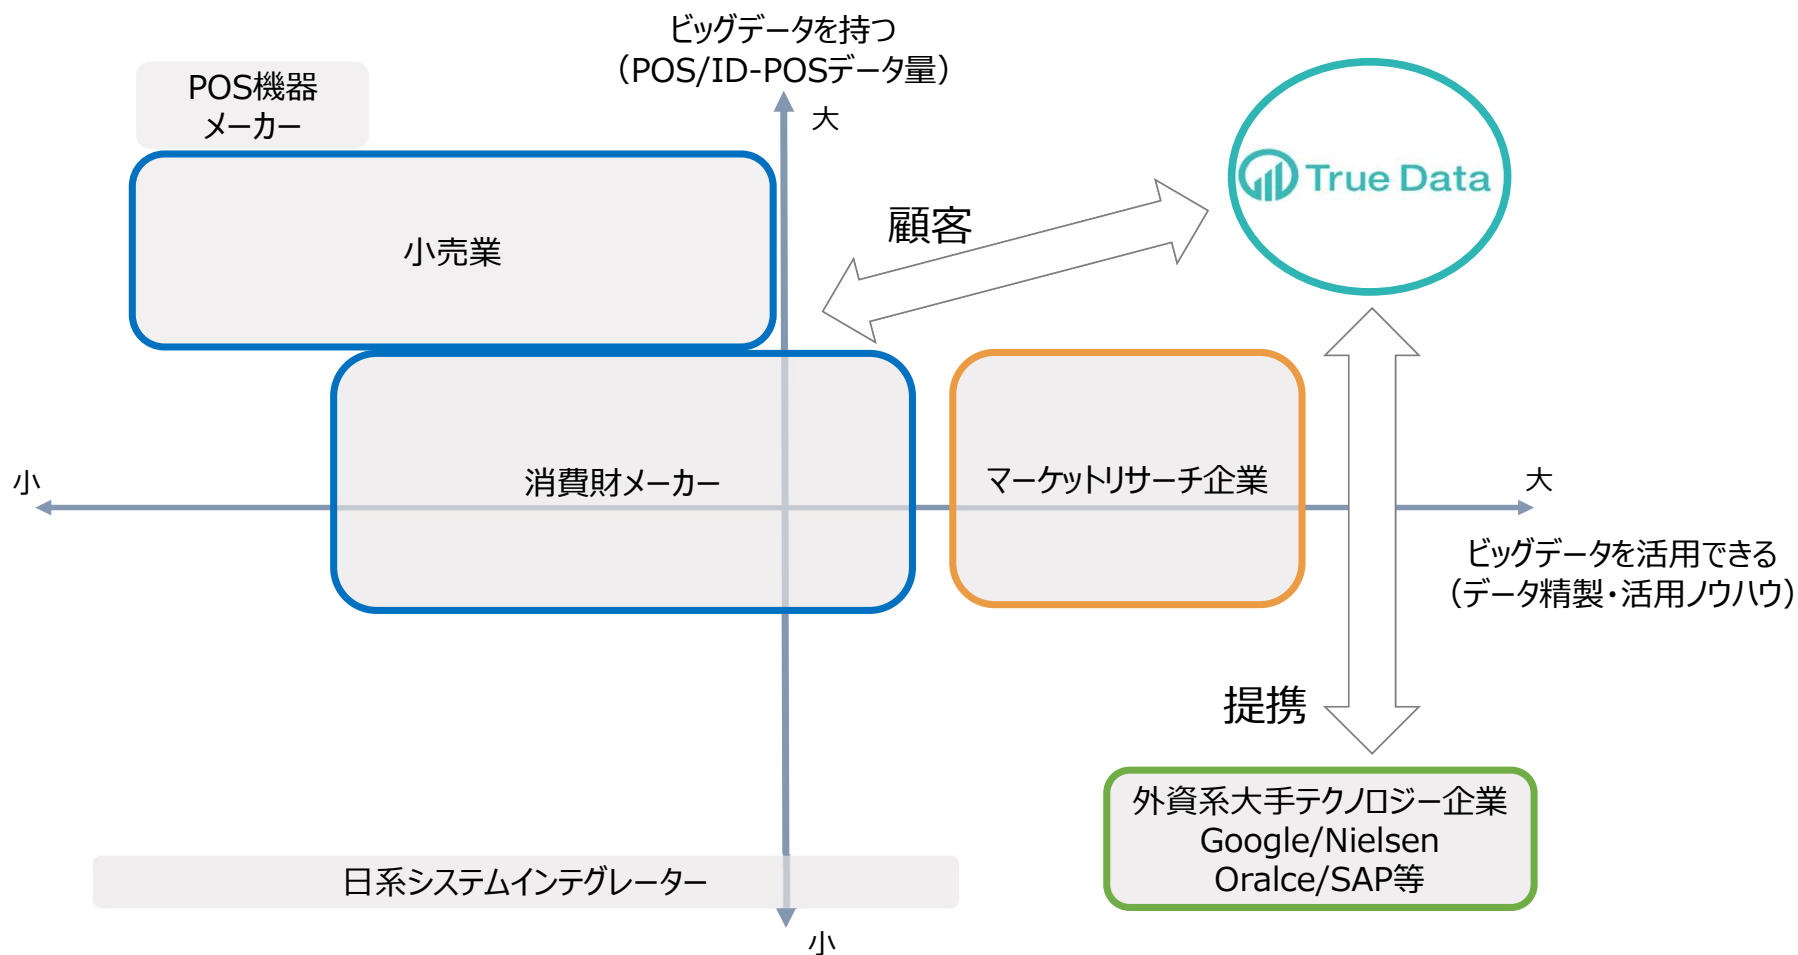 ビッグデータを持つ
（POS/ID-POSデータ量）
大
POS機器
メーカー
True Data
顧客
小売業
小
消費財メーカー
マーケットリサーチ企業
大
ビッグデータを活用できる
（データ精製・活用ノウハウ）
提携
外資系大手テクノロジー企業
Google/Nielsen
Oralce/SAP等
日系システムインテグレーター
小